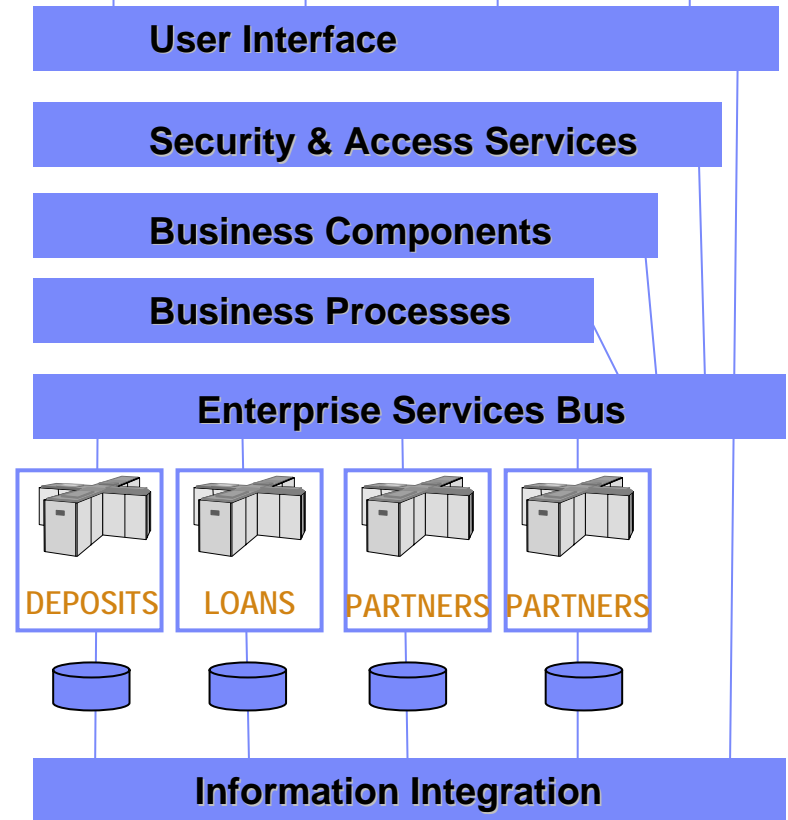 User Interface
Security & Access Services
Business Components
Business Processes
Enterprise Services Bus
DEPOSITS
LOANS
PARTNERS
PARTNERS
Information Integration